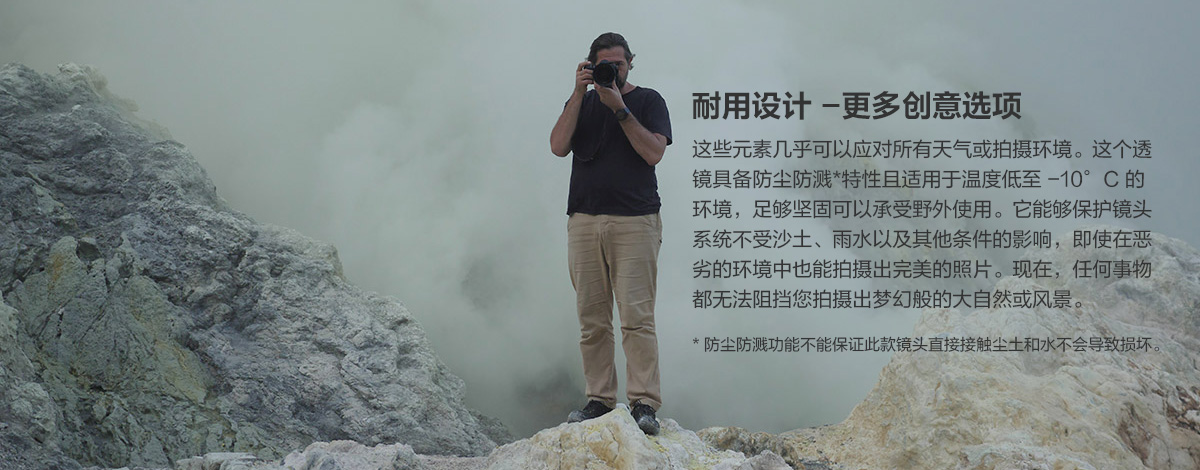 耐用设计 –更多创意选项
这些元素几乎可以应对所有天气或拍摄环境。这个透
镜具备防尘防溅*特性且适用于温度低至 –10°C 的
环境，足够坚固可以承受野外使用。它能够保护镜头
系统不受沙土、雨水以及其他条件的影响，即使在恶
劣的环境中也能拍摄出完美的照片。现在，任何事物
都无法阻挡您拍摄出梦幻般的大自然或风景。
* 防尘防溅功能不能保证此款镜头直接接触尘土和水不会导致损坏。